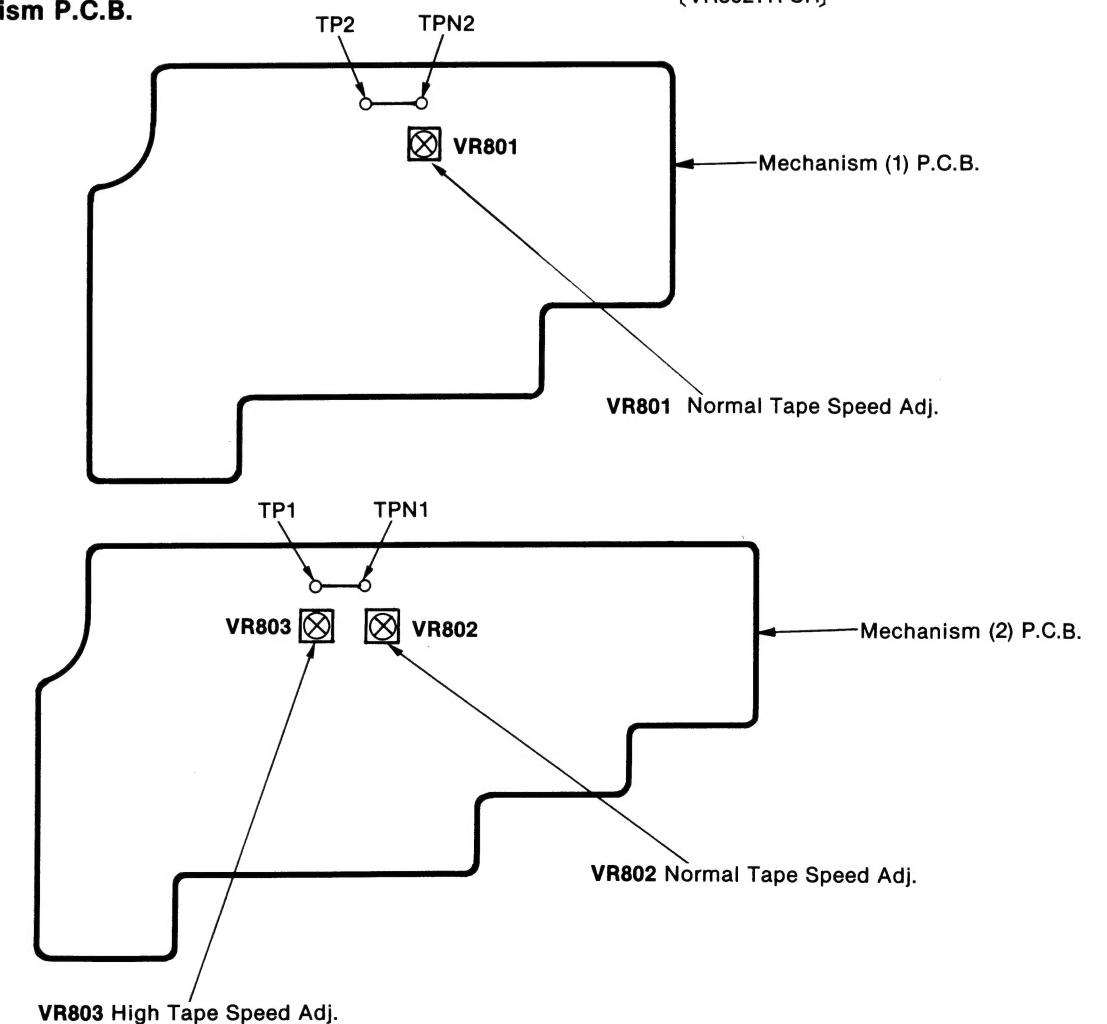 ism P.C.B.
TP2 TPN2
VR801
Mechanism (1) P.C.B.
VR801 Normal Tape Speed Adj.
TP1 TPN1
VR803 VR802
Mechanism (2) P.C.B.
VR802 Normal Tape Speed Adj.
VR803 High Tape Speed Adj.